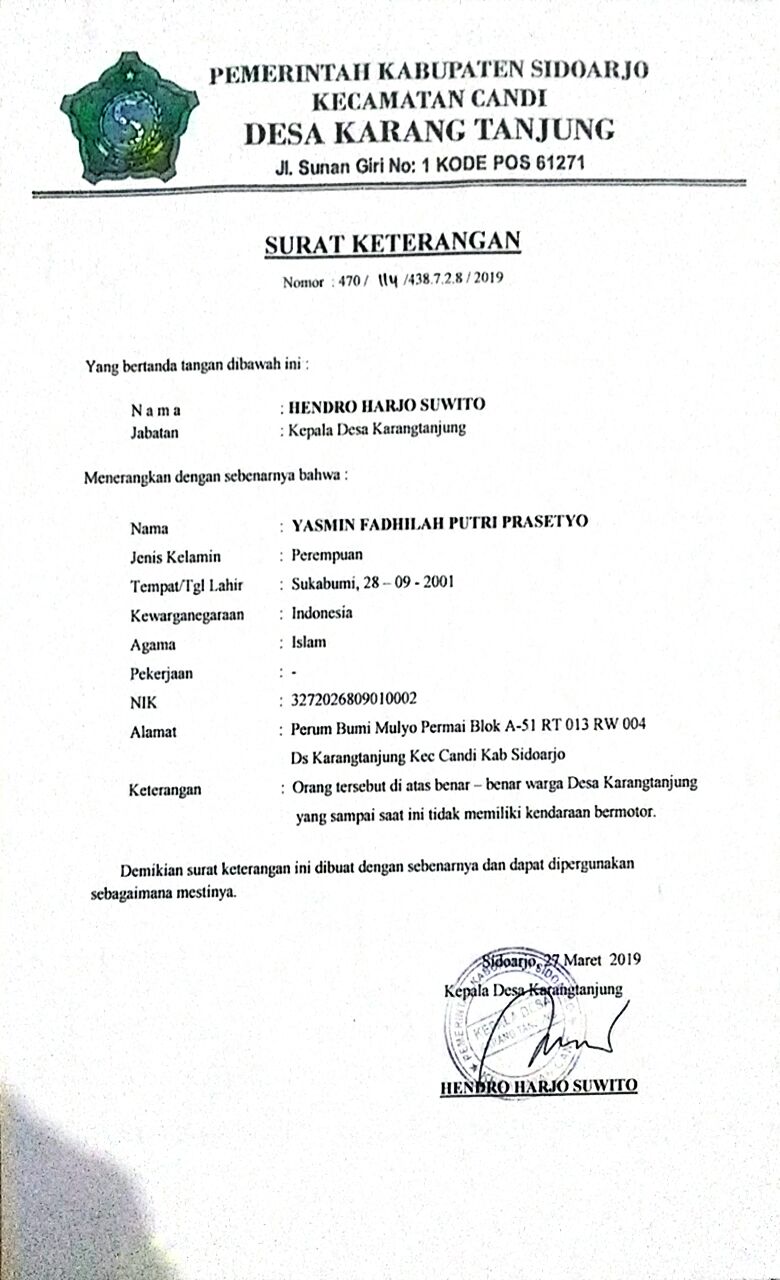 PEMERINTAH KABUPATEN SIDOARJO
KECAMATAN CANDI
DESA KARANG TANJUNG
Jl. Sunan Giri No: 1 KODE POS 61271
SURAT KETERANGAN
Nomor : 470 / 114 /438.7.2.8 / 2019
Yang bertanda tangan dibawah ini :
N a m a : HENDRO HARJO SUWITO
Jabatan : Kepala Desa Karangtanjung
Menerangkan dengan sebenarnya bahwa :
Nama : YASMIN FADHILAH PUTRI PRASETYO
Jenis Kelamin : Perempuan
Tempat/Tgl Lahir : Sukabumi, 28 – 09 - 2001
Kewarganegaraan : Indonesia
Agama : Islam
Pekerjaan : -
NIK : 3272026809010002
Alamat : Perum Bumi Mulyo Permai Blok A-51 RT 013 RW 004
Ds Karangtanjung Kec Candi Kab Sidoarjo
Keterangan : Orang tersebut di atas benar – benar warga Desa Karangtanjung
yang sampai saat ini tidak memiliki kendaraan bermotor.
Demikian surat keterangan ini dibuat dengan sebenarnya dan dapat dipergunakan
sebagaimana mestinya.
Sidoarjo, 27 Maret 2019
Kepala Desa Karangtanjung
HENDRO HARJO SUWITO